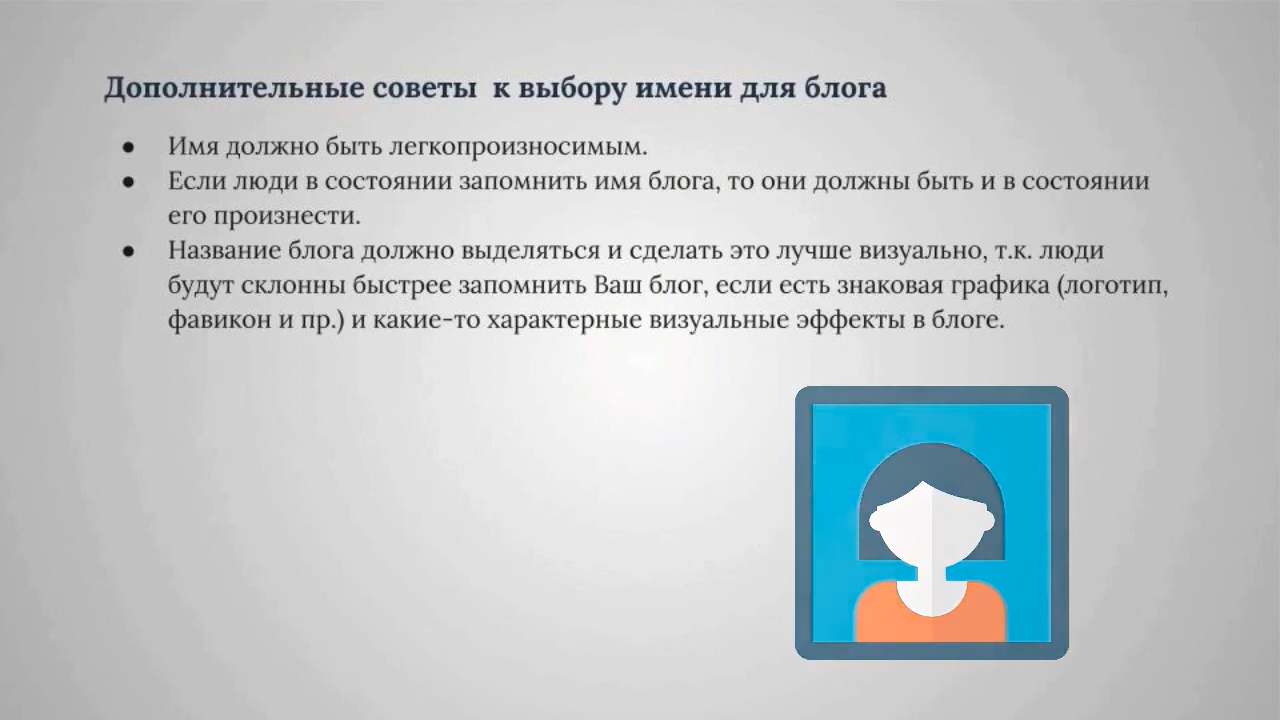 Дополнительные советы  к выбору имени для блога
● Имя должно быть легкопроизносимым.
● Если люди в состоянии запомнить имя блога, то они должны быть и в состоянии
его произнести.
● Название блога должно выделяться и сделать это лучше визуально, т.к. люди
будут склонны быстрее запомнить Ваш блог, если есть знаковая графика (логотип,
фавикон и пр.) и какие-то характерные визуальные эффекты в блоге.